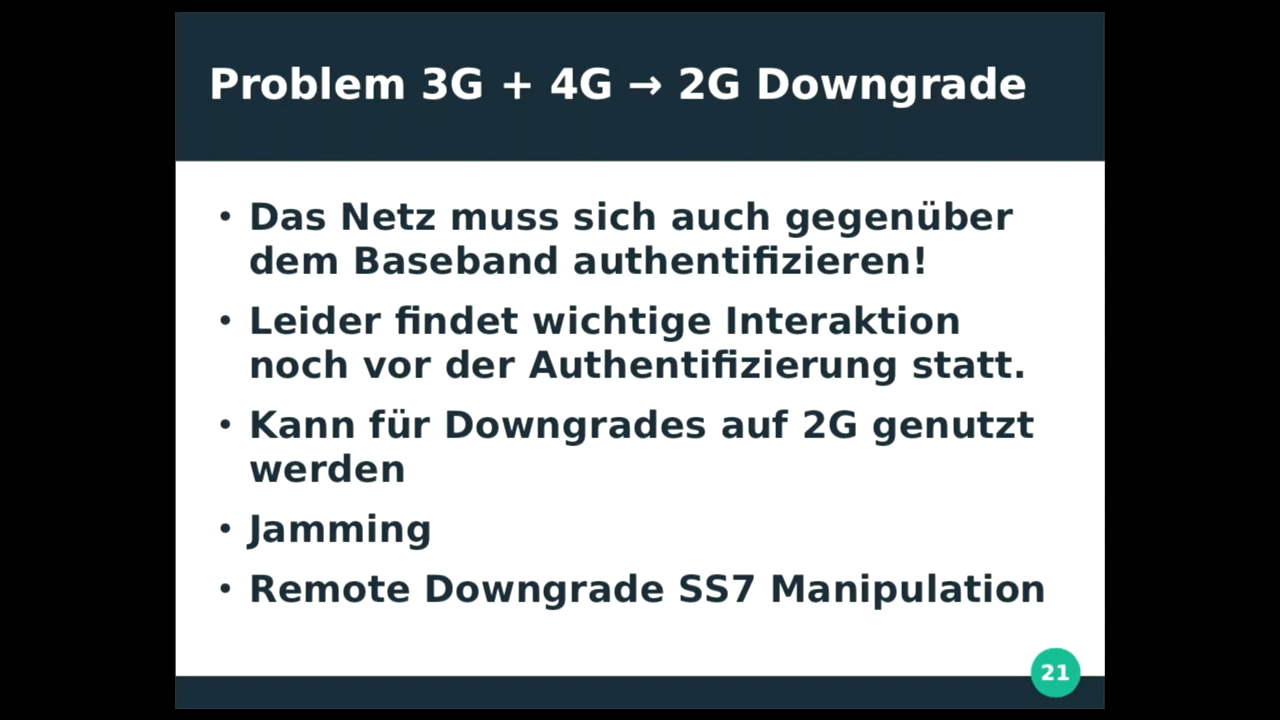 Problem 3G + 4G → 2G Downgrade
• Das Netz muss sich auch gegenüber
dem Baseband authentifizieren!
• Leider findet wichtige Interaktion
noch vor der Authentifizierung statt.
• Kann für Downgrades auf 2G genutzt
werden
• Jamming
• Remote Downgrade SS7 Manipulation
21